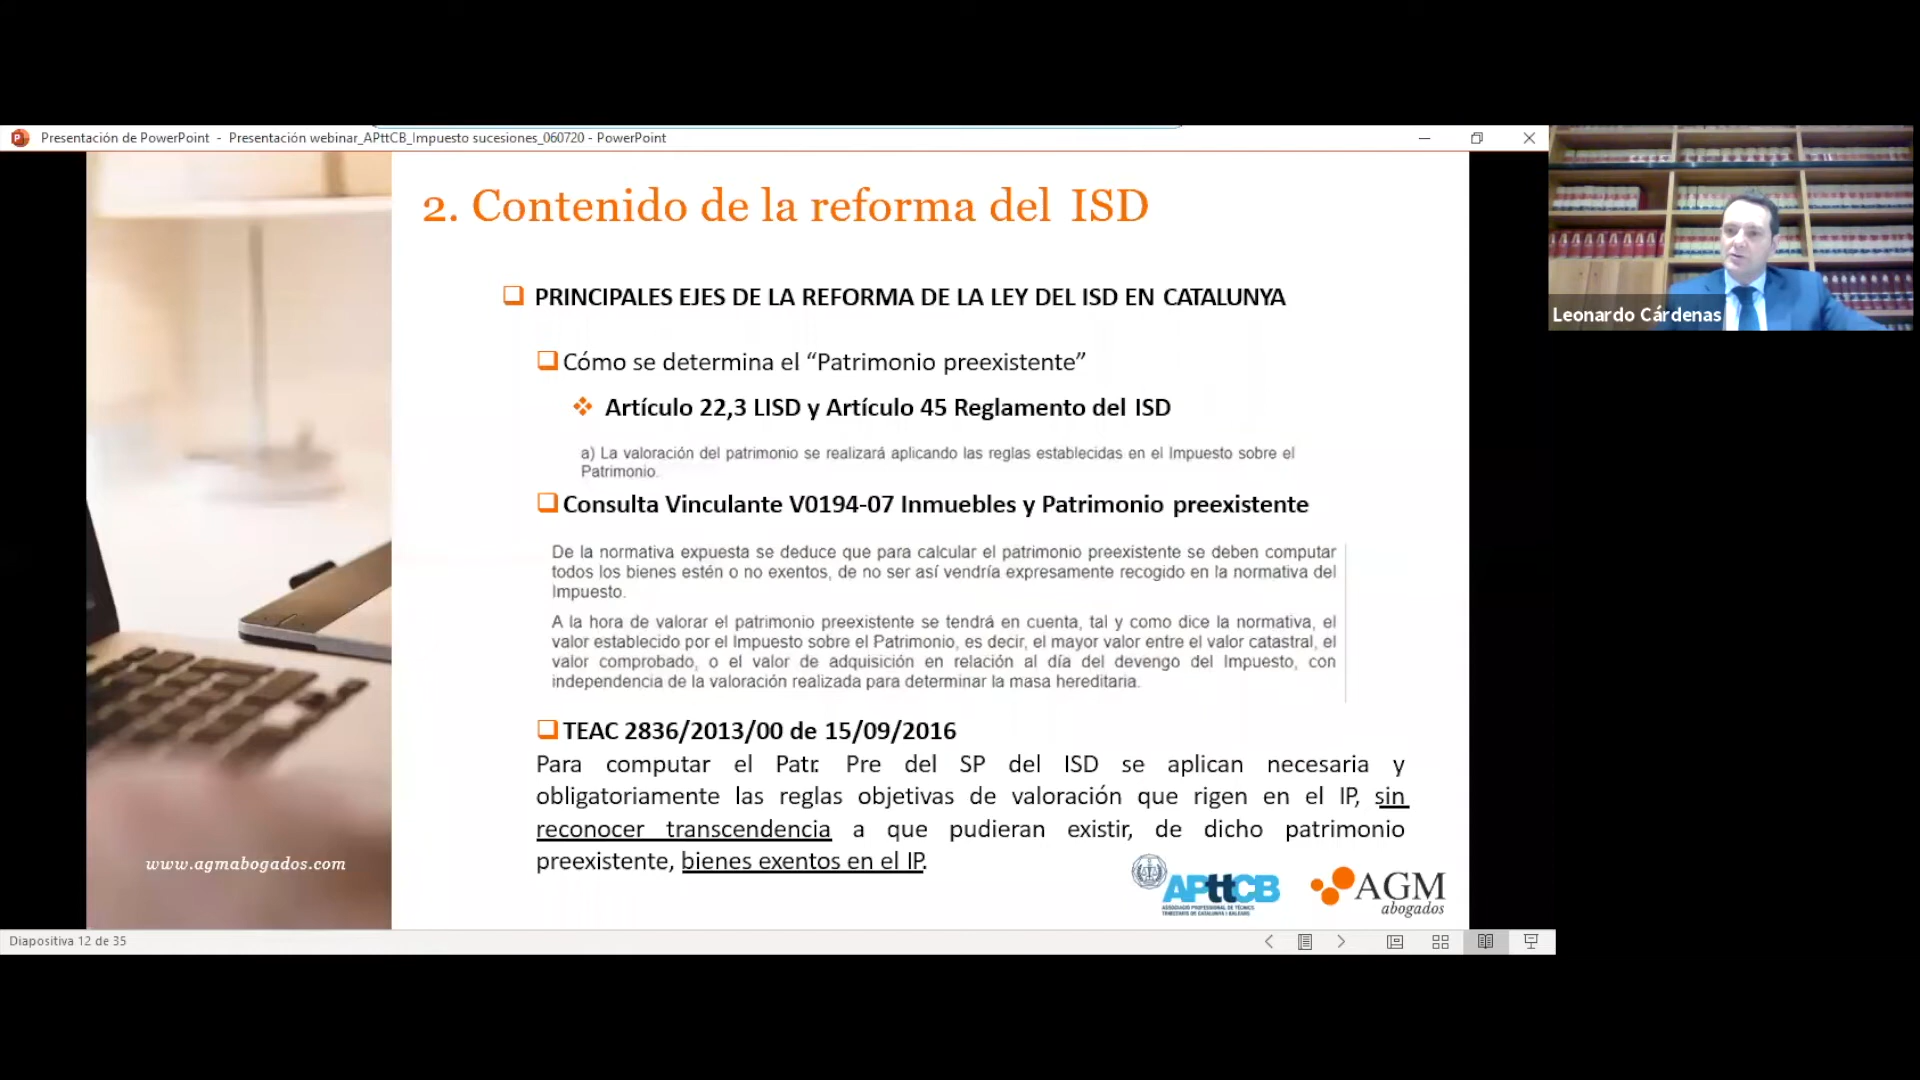 Presentación de PowerPoint - Presentación webinar_APttCB_Impuesto sucesiones_060720 - PowerPoint
2. Contenido de la reforma del ISD
PRINCIPALES EJES DE LA REFORMA DE LA LEY DEL ISD EN CATALUNYA
Leonardo Cárdenas
Cómo se determina el “Patrimonio preexistente”
Artículo 22,3 LISD y Artículo 45 Reglamento del ISD
a) La valoración del patrimonio se realizará aplicando las reglas establecidas en el Impuesto sobre el
Patrimonio.
Consulta Vinculante V0194-07 Inmuebles y Patrimonio preexistente
De la normativa expuesta se deduce que para calcular el patrimonio preexistente se deben computar
todos los bienes estén o no exentos, de no ser así vendría expresamente recogido en la normativa del
Impuesto.
A la hora de valorar el patrimonio preexistente se tendrá en cuenta, tal y como dice la normativa, el
valor establecido por el Impuesto sobre el Patrimonio, es decir, el mayor valor entre el valor catastral, el
valor comprobado, o el valor de adquisición en relación al día del devengo del Impuesto, con
independencia de la valoración realizada para determinar la masa hereditaria.
TEAC 2836/2013/00 de 15/09/2016
Para computar el Patr. Pre del SP del ISD se aplican necesaria y
obligatoriamente las reglas objetivas de valoración que rigen en el IP, sin
reconocer transcendencia a que pudieran existir, de dicho patrimonio
preexistente, bienes exentos en el IP.
www.agmabogados.com
APttCB
ASSOCIACIÓ PROFESSIONAL DE TÈCNICS
TRIBUTARIS DE CATALUNYA I BALEARS
AGM
abogados
Diapositiva 12 de 35